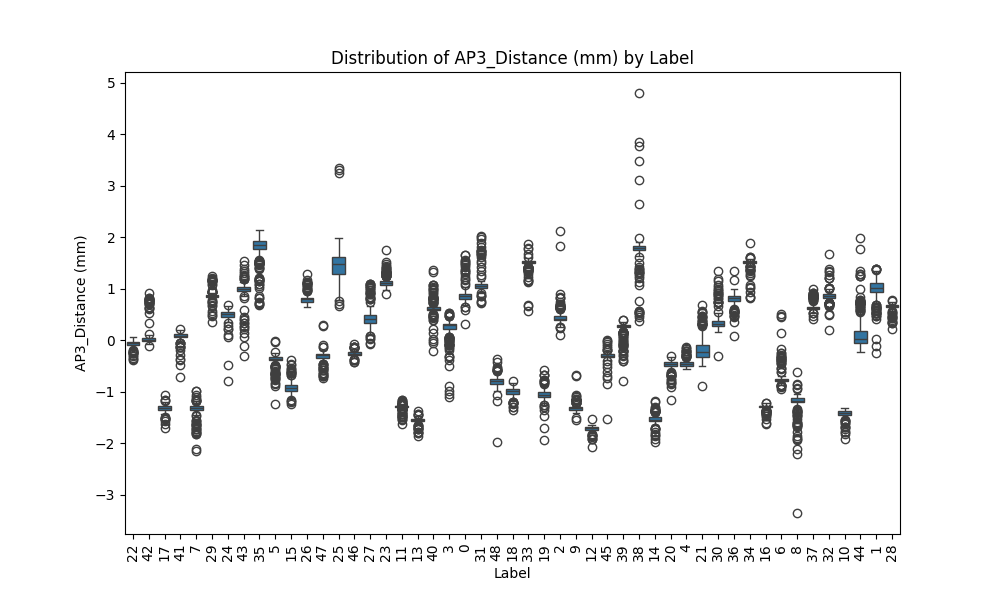 Distribution of AP3_Distance (mm) by Label
AP3_Distance (mm)
5
4
3
2
1
0
−1
−2
−3
22 42 17 41 7 29 24 43 35 5 15 26 47 25 46 27 23 11 13 40 3 0 31 48 18 33 19 2 9 12 45 39 38 14 20 4 21 30 36 34 16 6 8 37 32 10 44 1 28
Label